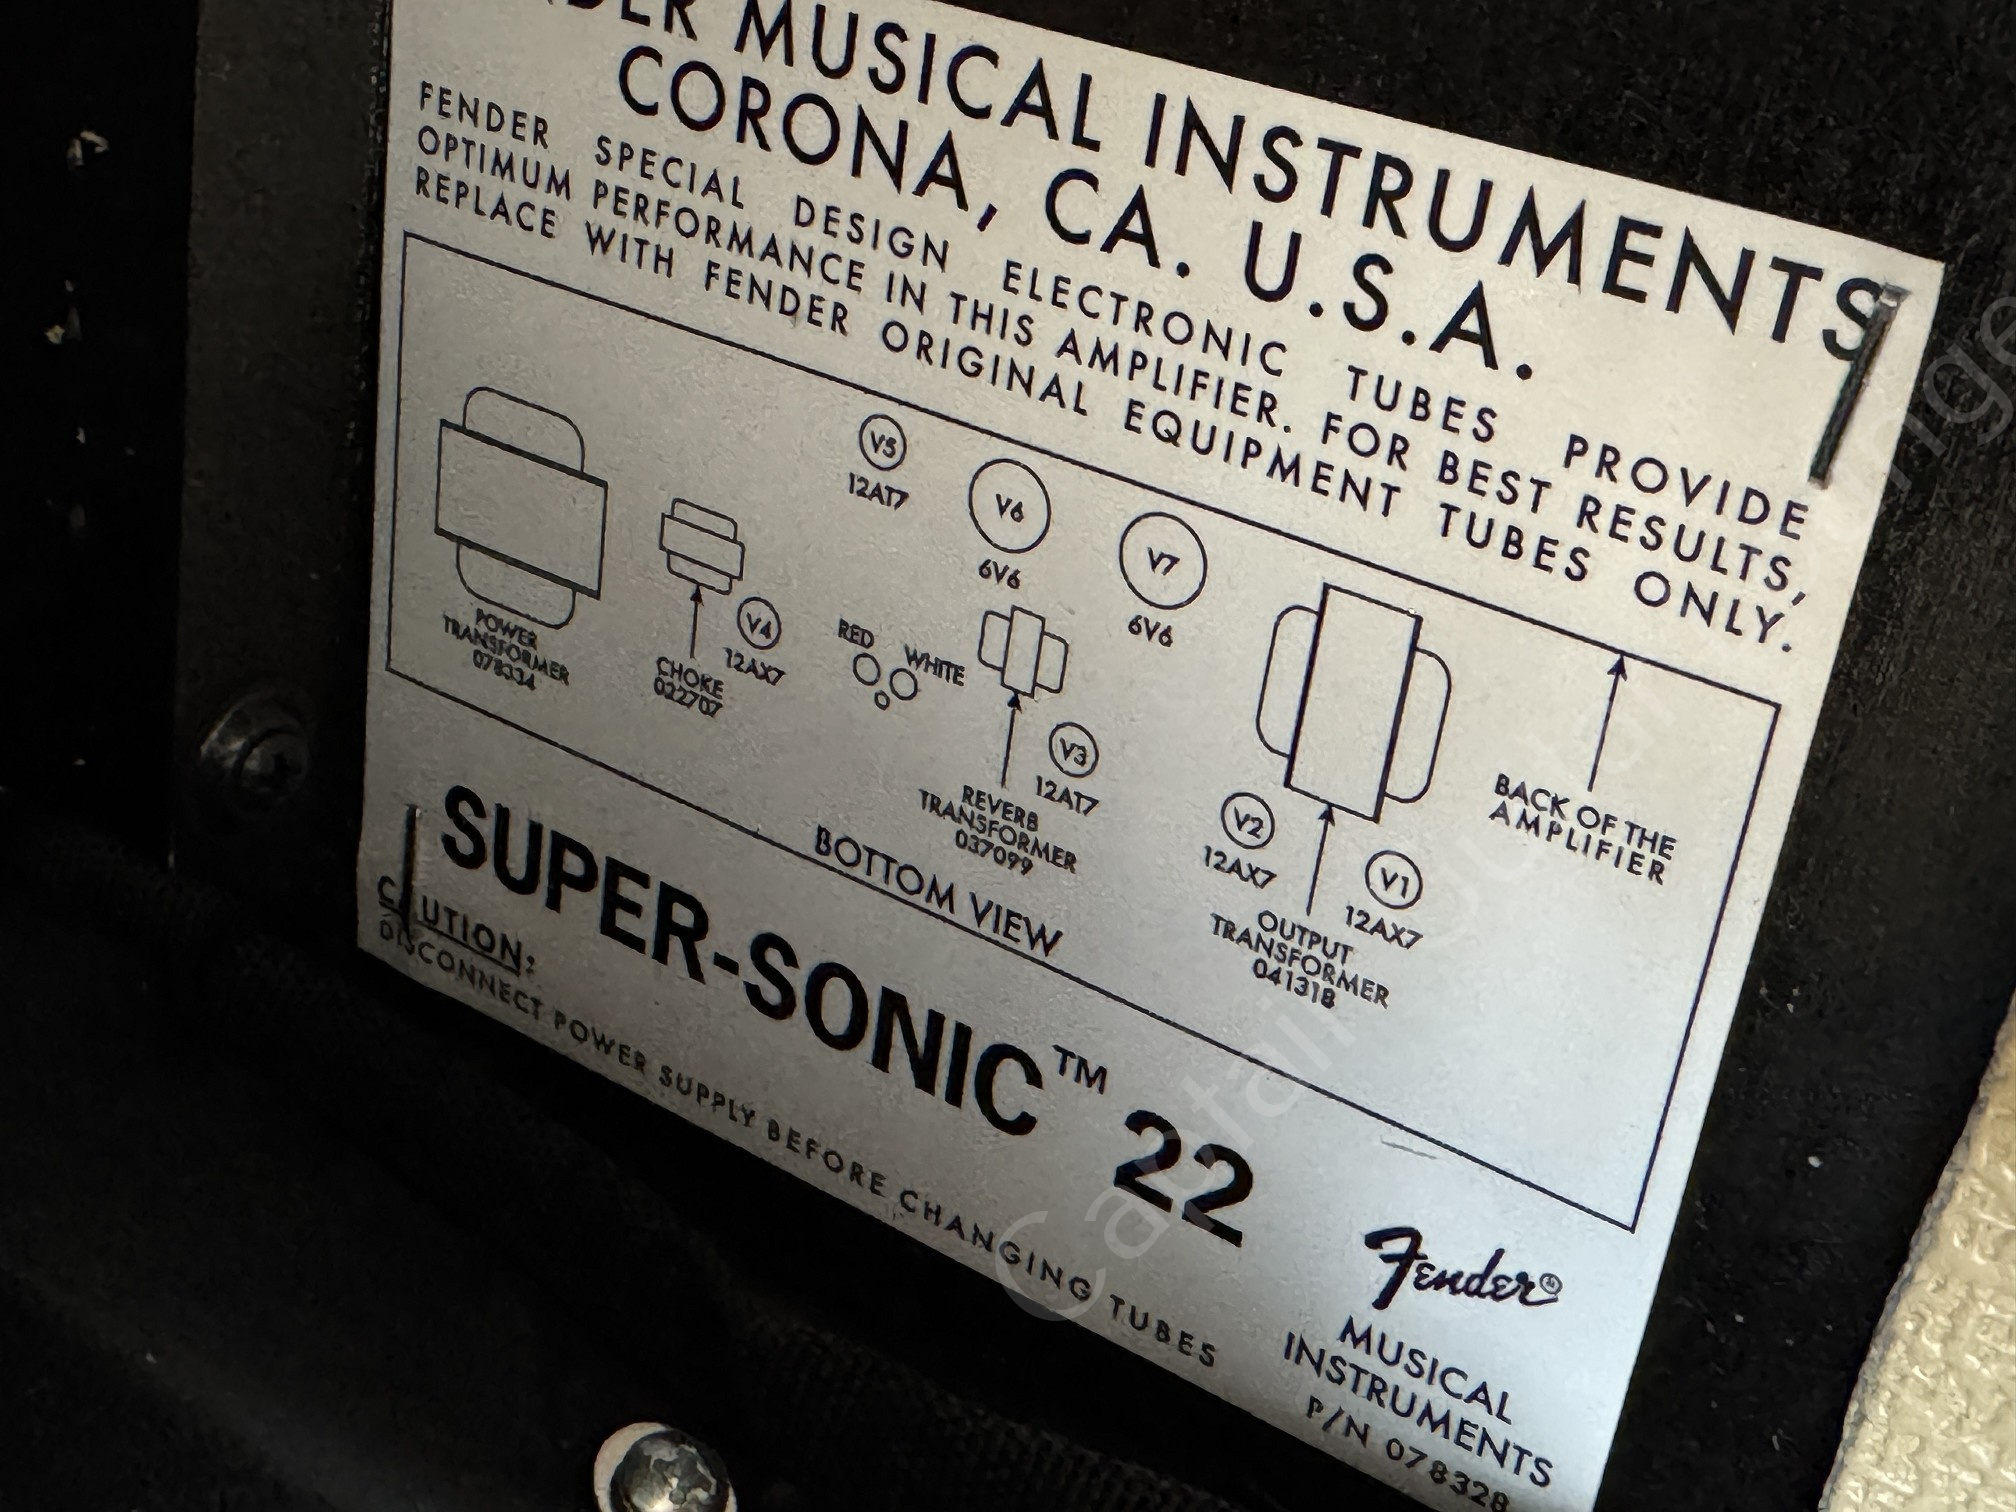 MUSICAL INSTRUMENTS
CORONA, CA. U.S.A.
FENDER SPECIAL DESIGN ELECTRONIC TUBES PROVIDE
OPTIMUM PERFORMANCE IN THIS AMPLIFIER. FOR BEST RESULTS,
REPLACE WITH FENDER ORIGINAL EQUIPMENT TUBES ONLY.
V5
12AT7
V6
6V6
V7
6V6
POWER
TRANSFORMER
078334
CHOKE
022707
V4
12AX7
RED
WHITE
REVERB
TRANSFORMER
037099
V3
12AT7
V2
12AX7
OUTPUT
TRANSFORMER
041318
V1
12AX7
BACK OF THE
AMPLIFIER
BOTTOM VIEW
SUPER-SONIC™ 22
CAUTION:
DISCONNECT POWER SUPPLY BEFORE CHANGING TUBES
Fender®
MUSICAL
INSTRUMENTS
P/N 078328